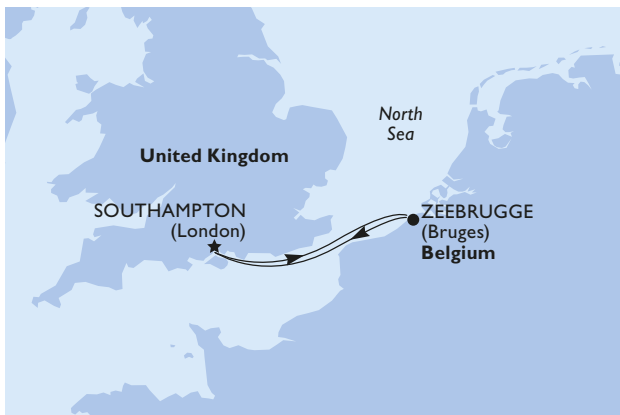 North
Sea
United Kingdom
SOUTHAMPTON
(London)
ZEEBRUGGE
(Bruges)
Belgium